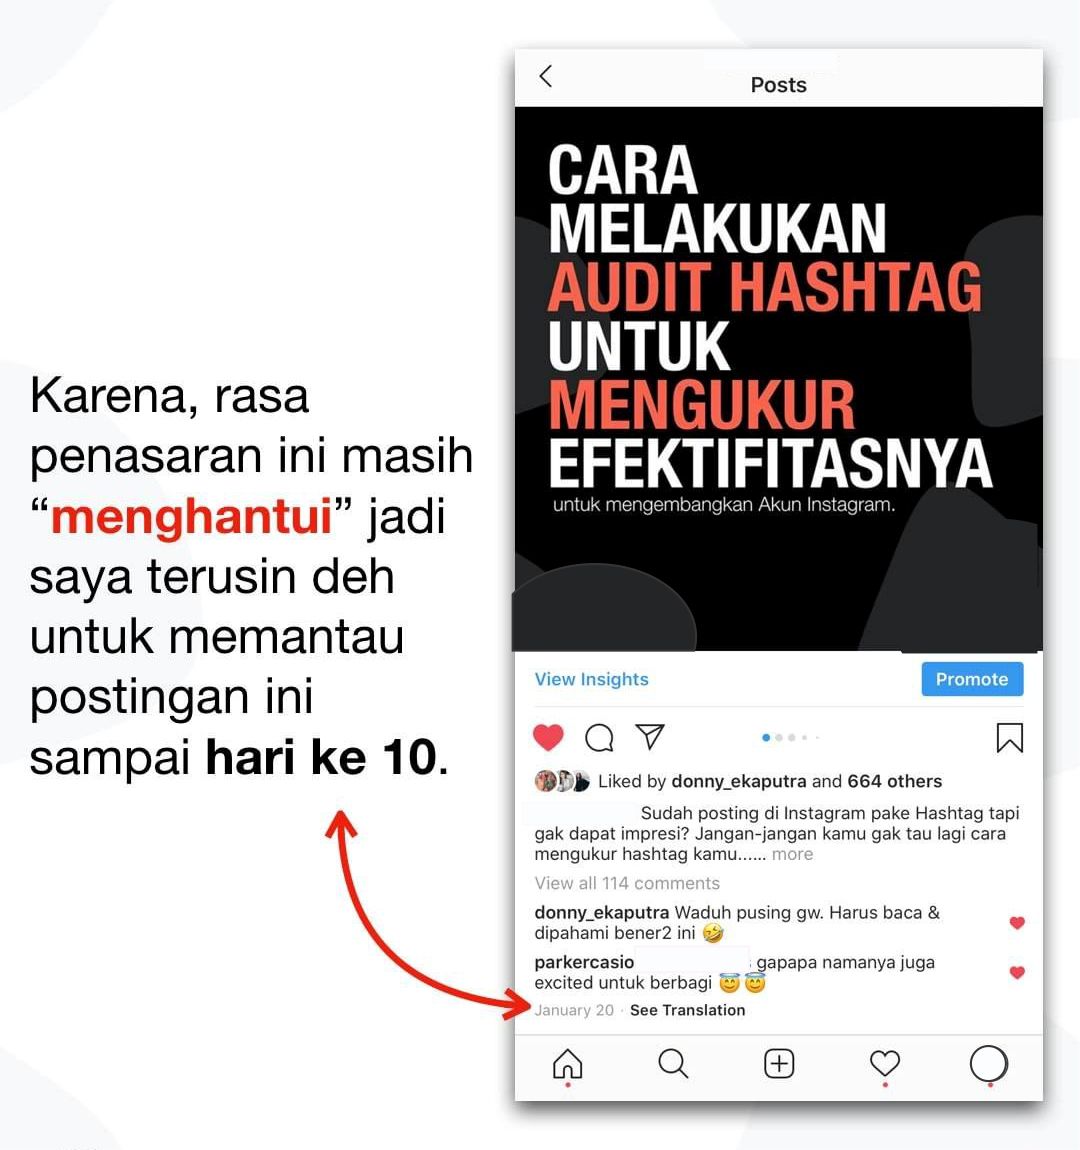 Karena, rasa
penasaran ini masih
“menghantui” jadi
saya terusin deh
untuk memantau
postingan ini
sampai hari ke 10.
Posts
CARA
MELAKUKAN
AUDIT HASHTAG
UNTUK
MENGUKUR
EFEKTIFITASNYA
untuk mengembangkan Akun Instagram.
View Insights
Promote
Liked by donny_ekaputra and 664 others
Sudah posting di Instagram pake Hashtag tapi
gak dapat impresi? Jangan-jangan kamu gak tau lagi cara
mengukur hashtag kamu...... more
View all 114 comments
donny_ekaputra Waduh pusing gw. Harus baca &
dipahami bener2 ini 🤣
parkercasio gapapa namanya juga
excited untuk berbagi 😇😇
January 20 · See Translation